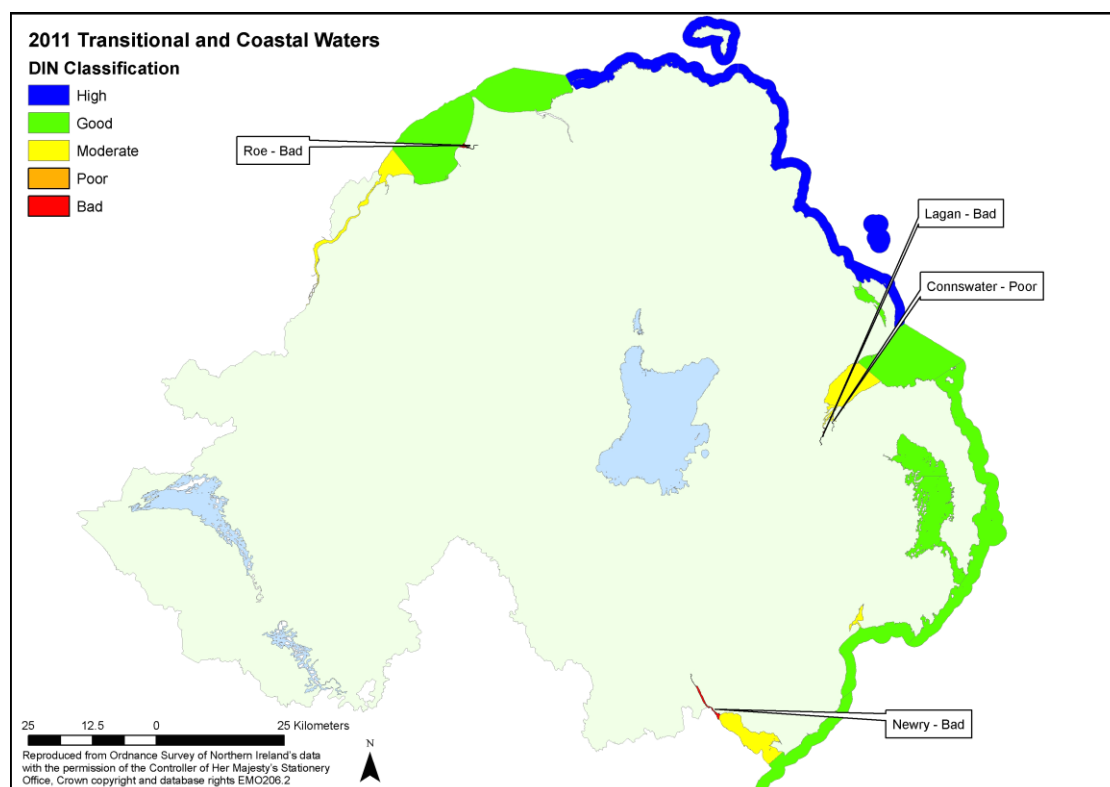 2011 Transitional and Coastal Waters
DIN Classification
High
Good
Moderate
Poor
Bad
Roe - Bad
Lagan - Bad
Connswater - Poor
Newry - Bad
25 12.5 0 25 Kilometers
Reproduced from Ordnance Survey of Northern Ireland's data
with the permission of the Controller of Her Majesty's Stationery
Office, Crown copyright and database rights EMO206.2
N